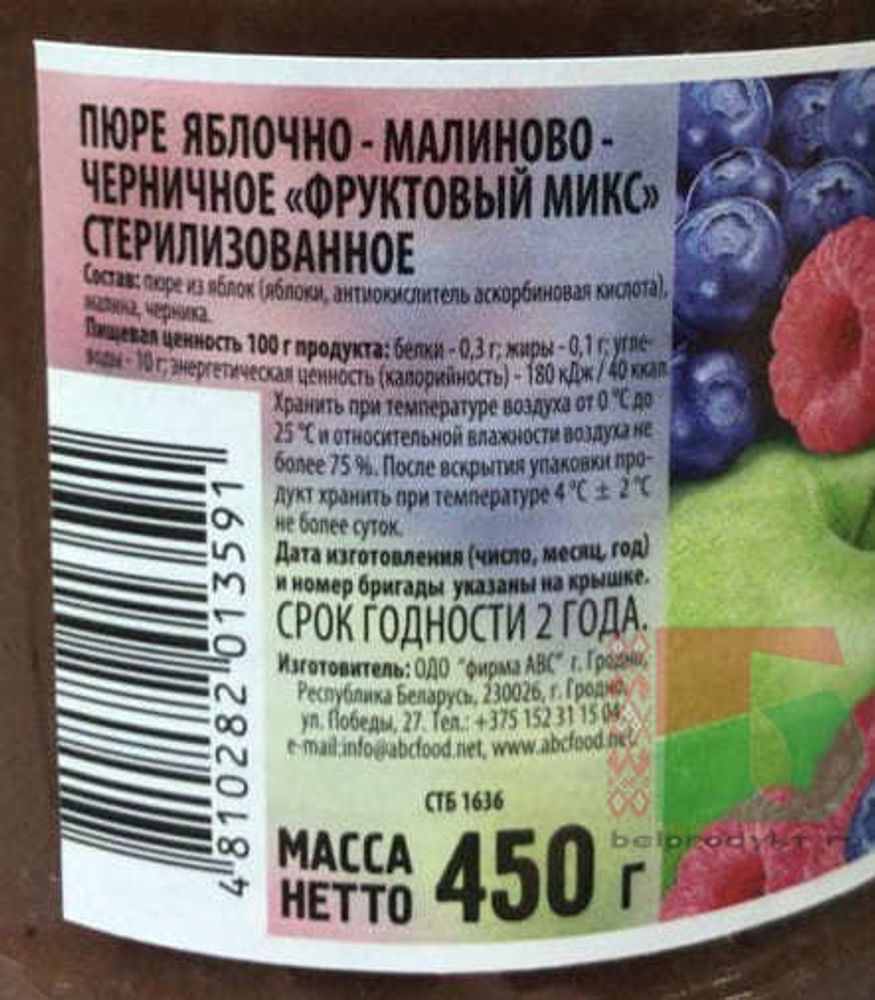 ПЮРЕ ЯБЛОЧНО - МАЛИНОВО -
ЧЕРНИЧНОЕ «ФРУКТОВЫЙ МИКС»
СТЕРИЛИЗОВАННОЕ
Состав: пюре из яблок (яблоки, антиокислитель аскорбиновая кислота),
малина, черника.
Пищевая ценность 100 г продукта: белки - 0,3 г; жиры - 0,1 г; угле-
воды - 10 г; энергетическая ценность (калорийность) - 180 кДж / 40 ккал
Хранить при температуре воздуха от 0 °C до
25 °C и относительной влажности воздуха не
более 75 %. После вскрытия упаковки про-
дукт хранить при температуре 4 °C ± 2 °C
не более суток.
Дата изготовления (число, месяц, год)
и номер бригады указаны на крышке.
СРОК ГОДНОСТИ 2 ГОДА.
Изготовитель: ОДО "фирма АВС" г. Гродно,
Республика Беларусь, 230026, г. Гродно,
ул. Победы, 27. Тел.: +375 152 31 15 04
e-mail:info@abcfood.net, www.abcfood.net
СТБ 1636
МАССА
НЕТТО 450 г
4 810282 013591
belprodykt.r